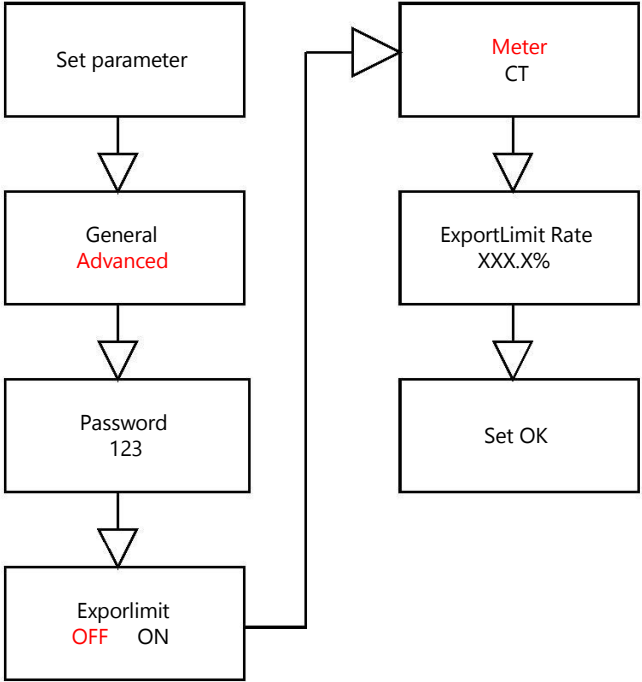 Set parameter
General
Advanced
Password
123
Exporlimit
OFF ON
Meter
CT
ExportLimit Rate
XXX.X%
Set OK